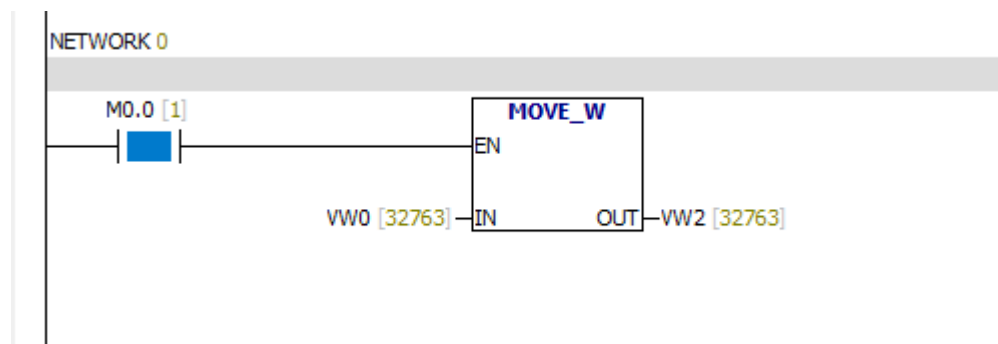 NETWORK 0
M0.0 [1]
MOVE_W
EN
VW0 [32763] IN OUT VW2 [32763]